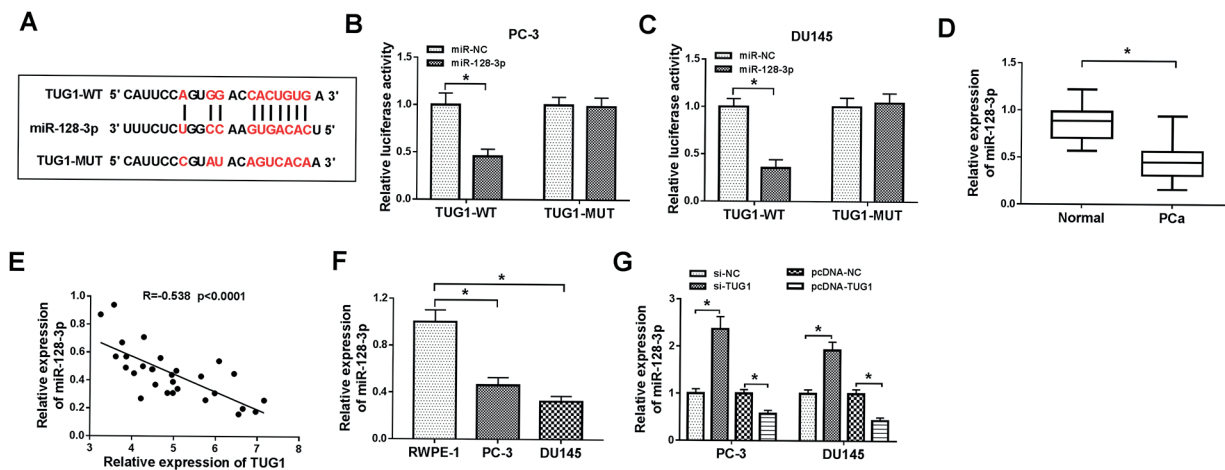 A
TUG1-WT 5' CAUUCCAGUGG ACCACUGUG A 3'
miR-128-3p 3' UUUCUCUGGCC AAGUGACACU 5'
TUG1-MUT 5' CAUUCCCGUAU ACAGUCACAA 3'
B
PC-3
miR-NC
miR-128-3p
Relative luciferase activity
1.5
1.0
0.5
0.0
*
TUG1-WT TUG1-MUT
C
DU145
miR-NC
miR-128-3p
Relative luciferase activity
1.5
1.0
0.5
0.0
*
TUG1-WT TUG1-MUT
D
Relative expression
of miR-128-3p
1.5
1.0
0.5
0.0
*
Normal PCa
E
R=-0.538 p<0.0001
Relative expression
of miR-128-3p
1.0
0.8
0.6
0.4
0.2
0.0
3 4 5 6 7 8
Relative expression of TUG1
F
Relative expression
of miR-128-3p
1.2
0.8
0.4
0.0
*
*
RWPE-1 PC-3 DU145
G
si-NC pcDNA-NC
si-TUG1 pcDNA-TUG1
Relative expression
of miR-128-3p
3
2
1
0
* * * *
PC-3 DU145